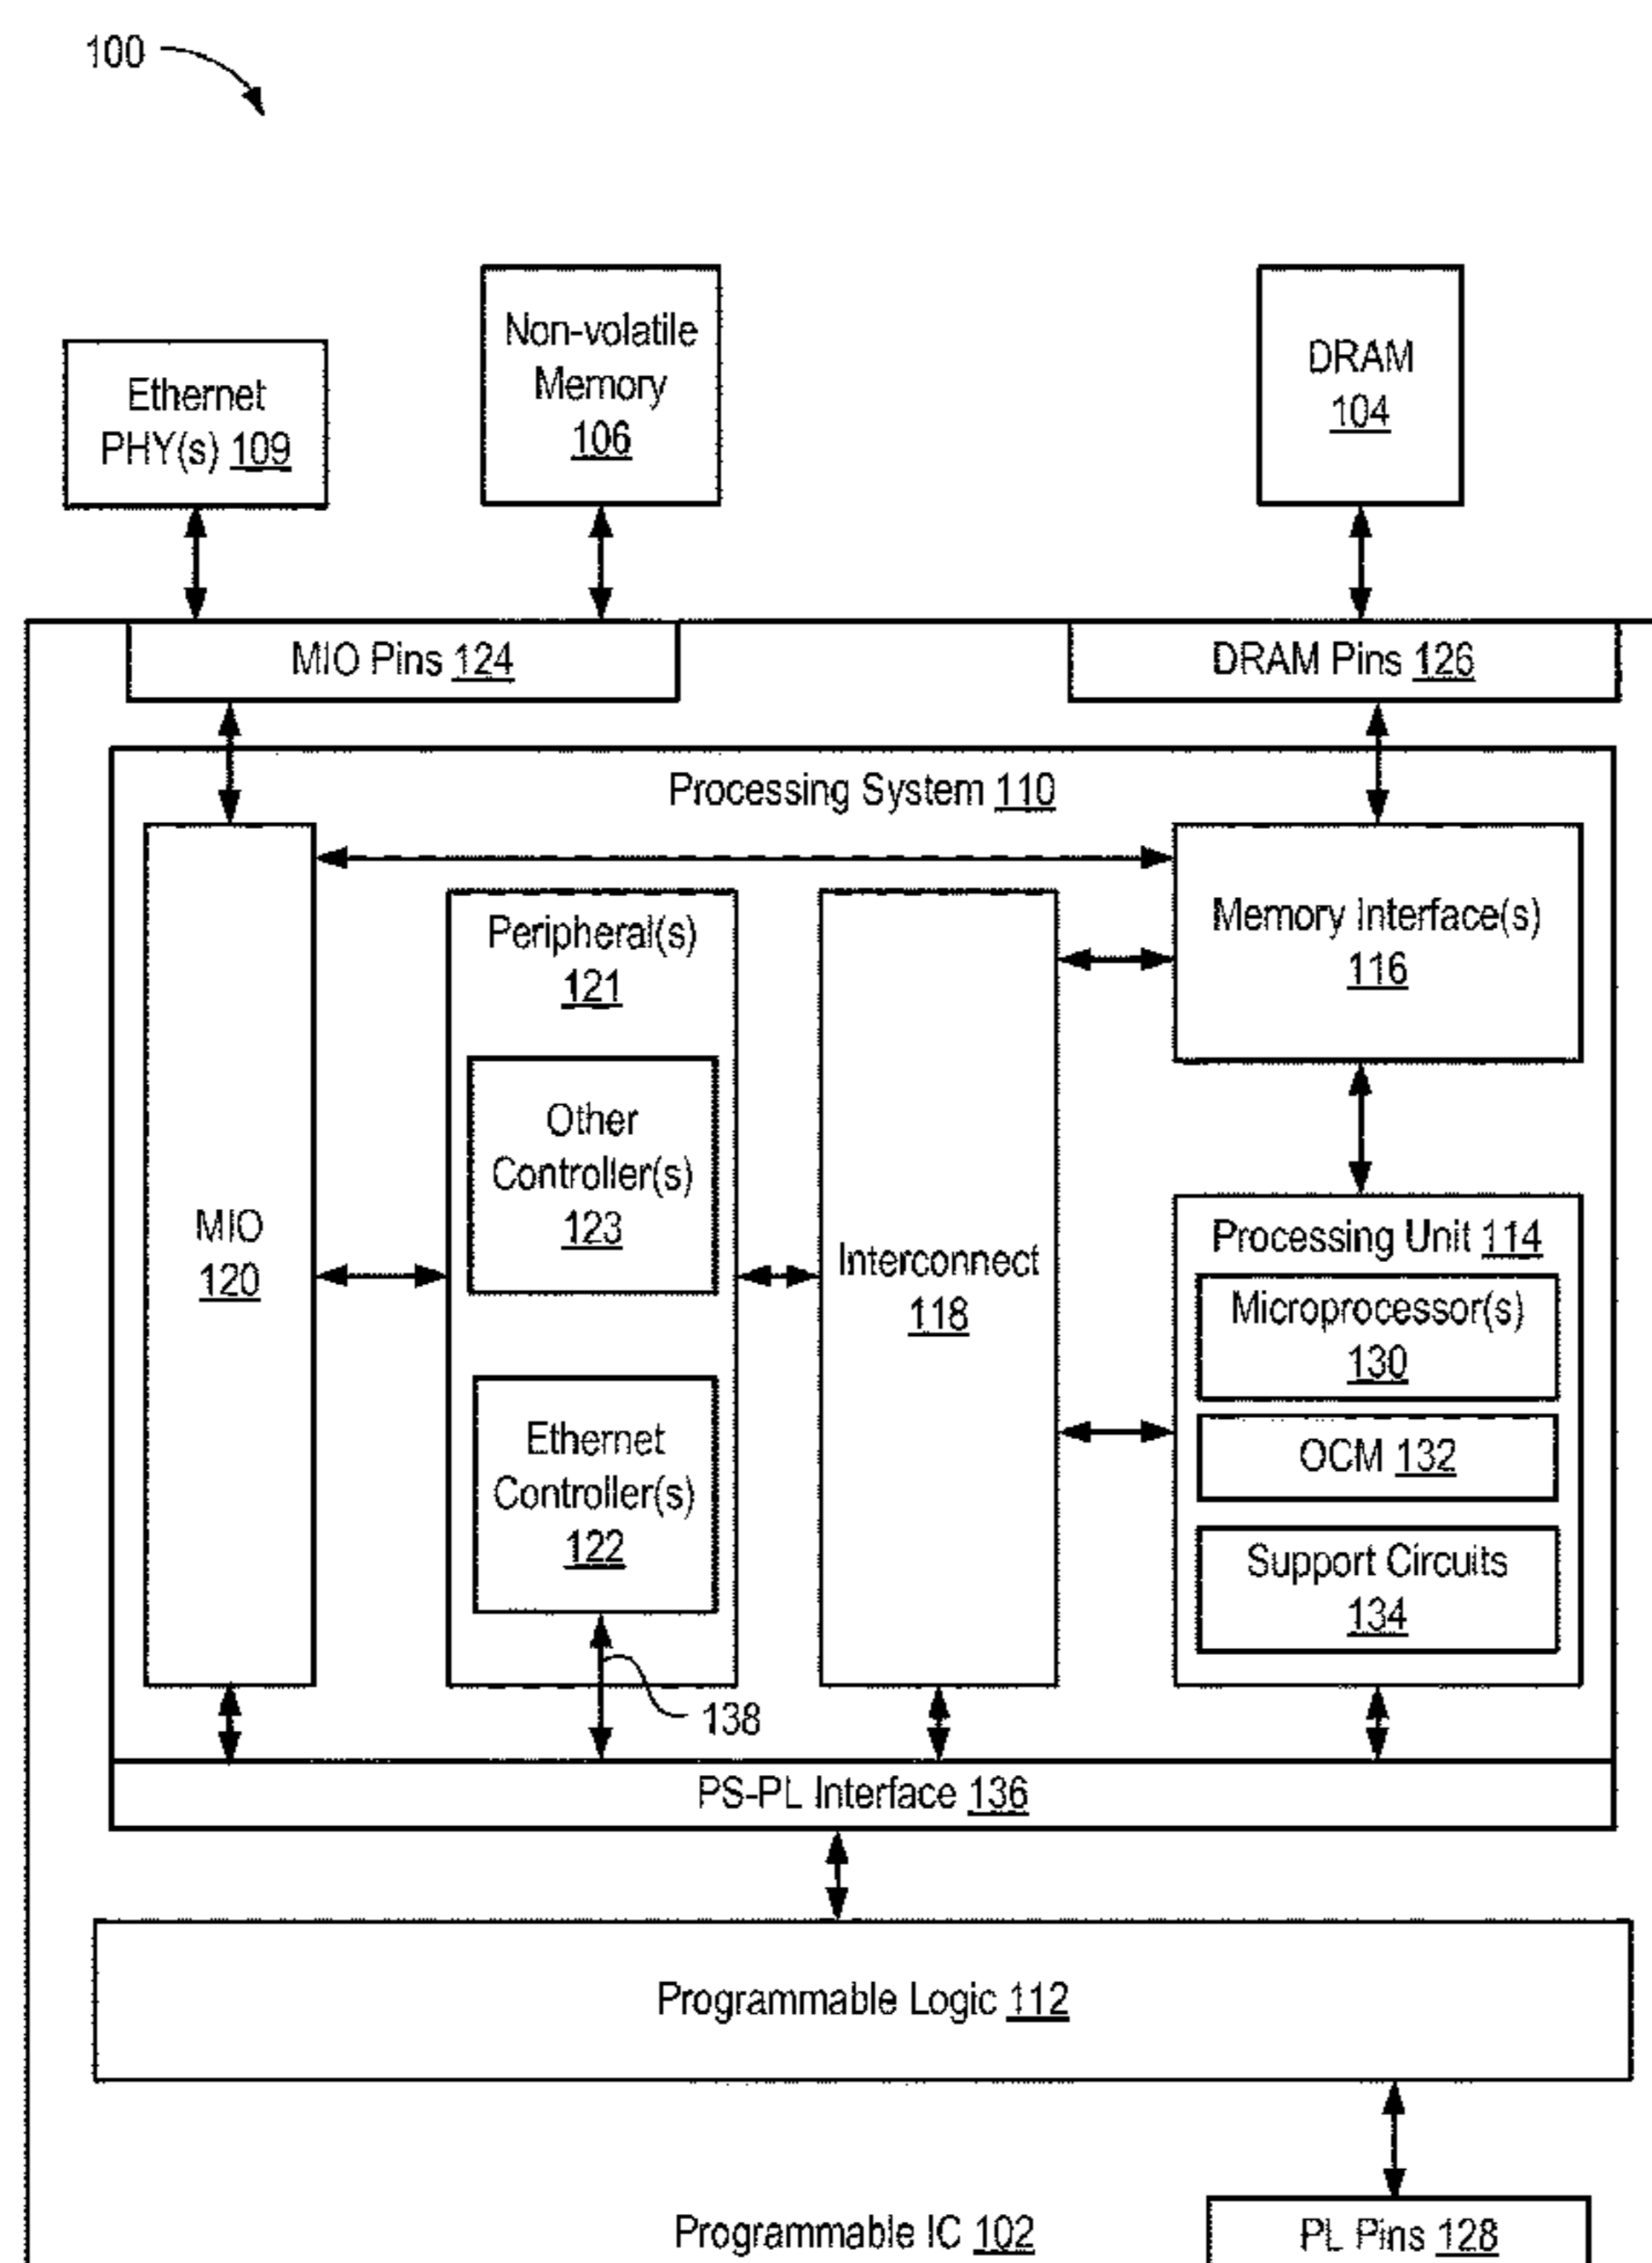 100
Non-volatile
Memory
106
DRAM
104
Ethernet
PHY(s) 109
MIO Pins 124
DRAM Pins 126
Processing System 110
Peripheral(s)
121
Memory Interface(s)
116
Other
Controller(s)
123
MIO
120
Interconnect
118
Processing Unit 114
Microprocessor(s)
130
Ethernet
Controller(s)
122
OCM 132
Support Circuits
134
138
PS-PL Interface 136
Programmable Logic 112
Programmable IC 102
PL Pins 128